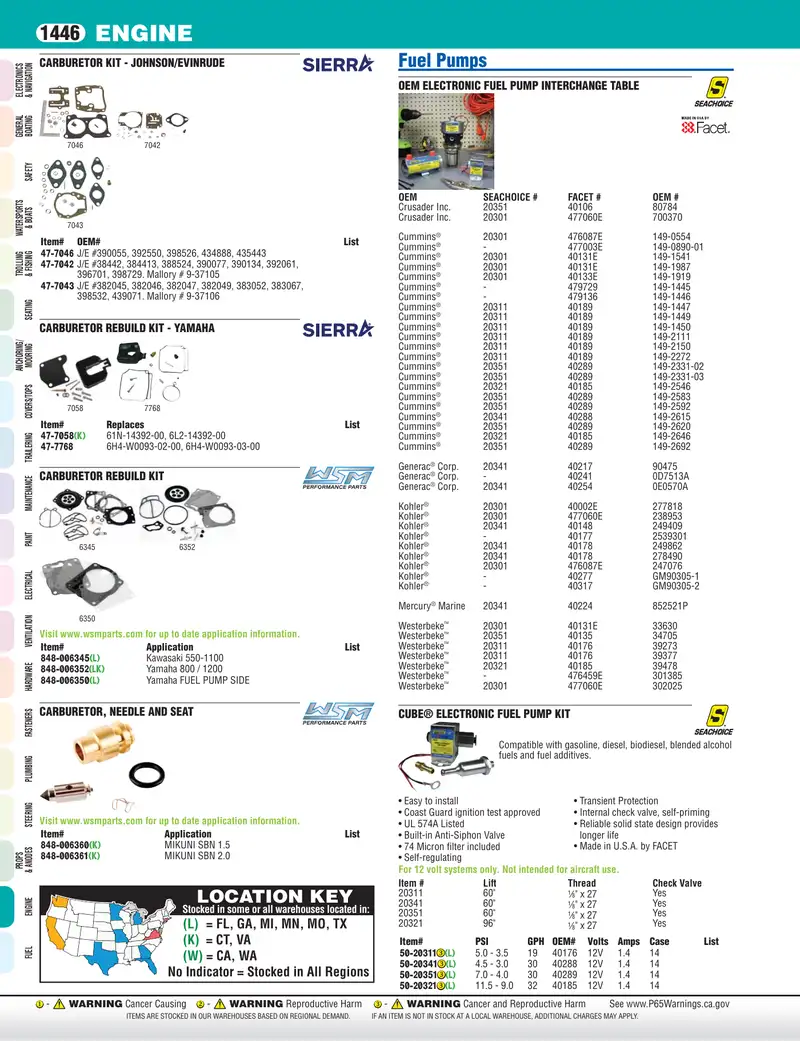 1446 ENGINE
ELECTRONICS & NAVIGATION
GENERAL BOATING
SAFETY
WATERSPORTS & BOATS
TROLLING & FISHING
SEATING
ANCHORING/ MOORING
COVERS/TOPS
TRAILERING
MAINTENANCE
PAINT
ELECTRICAL
VENTILATION
HARDWARE
FASTENERS
PLUMBING
STEERING
PROPS & ANODES
ENGINE
FUEL
CARBURETOR KIT - JOHNSON/EVINRUDE
SIERRA
7046 7042
7043
Item# OEM# List
47-7046 J/E #390055, 392550, 398526, 434888, 435443
47-7042 J/E #38442, 384413, 388524, 390077, 390134, 392061,
396701, 398729. Mallory # 9-37105
47-7043 J/E #382045, 382046, 382047, 382049, 383052, 383067,
398532, 439071. Mallory # 9-37106
CARBURETOR REBUILD KIT - YAMAHA
SIERRA
7058 7768
Item# Replaces List
47-7058(K) 61N-14392-00, 6L2-14392-00
47-7768 6H4-W0093-02-00, 6H4-W0093-03-00
CARBURETOR REBUILD KIT
WSM
PERFORMANCE PARTS
6345 6352
6350
Visit www.wsmparts.com for up to date application information.
Item# Application List
848-006345(L) Kawasaki 550-1100
848-006352(LK) Yamaha 800 / 1200
848-006350(L) Yamaha FUEL PUMP SIDE
CARBURETOR, NEEDLE AND SEAT
WSM
PERFORMANCE PARTS
Visit www.wsmparts.com for up to date application information.
Item# Application List
848-006360(K) MIKUNI SBN 1.5
848-006361(K) MIKUNI SBN 2.0
LOCATION KEY
Stocked in some or all warehouses located in:
(L) = FL, GA, MI, MN, MO, TX
(K) = CT, VA
(W) = CA, WA
No Indicator = Stocked in All Regions
Fuel Pumps
OEM ELECTRONIC FUEL PUMP INTERCHANGE TABLE
SEACHOICE
MADE IN USA BY
Facet.
OEM SEACHOICE # FACET # OEM #
Crusader Inc. 20351 40106 80784
Crusader Inc. 20301 477060E 700370
Cummins® 20301 476087E 149-0554
Cummins® - 477003E 149-0890-01
Cummins® 20301 40131E 149-1541
Cummins® 20301 40131E 149-1987
Cummins® 20301 40133E 149-1919
Cummins® - 479729 149-1445
Cummins® - 479136 149-1446
Cummins® 20311 40189 149-1447
Cummins® 20311 40189 149-1449
Cummins® 20311 40189 149-1450
Cummins® 20311 40189 149-2111
Cummins® 20311 40189 149-2150
Cummins® 20311 40189 149-2272
Cummins® 20351 40289 149-2331-02
Cummins® 20351 40289 149-2331-03
Cummins® 20321 40185 149-2546
Cummins® 20351 40289 149-2583
Cummins® 20351 40289 149-2592
Cummins® 20341 40288 149-2615
Cummins® 20351 40289 149-2620
Cummins® 20321 40185 149-2646
Cummins® 20351 40289 149-2692
Generac® Corp. 20341 40217 90475
Generac® Corp. - 40241 0D7513A
Generac® Corp. 20341 40254 0E0570A
Kohler® 20301 40002E 277818
Kohler® 20301 477060E 238953
Kohler® 20341 40148 249409
Kohler® - 40177 2539301
Kohler® 20341 40178 249862
Kohler® 20341 40178 278490
Kohler® 20301 476087E 247076
Kohler® - 40277 GM90305-1
Kohler® - 40317 GM90305-2
Mercury® Marine 20341 40224 852521P
Westerbeke™ 20301 40131E 33630
Westerbeke™ 20351 40135 34705
Westerbeke™ 20311 40176 39273
Westerbeke™ 20311 40176 39377
Westerbeke™ 20321 40185 39478
Westerbeke™ - 476459E 301385
Westerbeke™ 20301 477060E 302025
CUBE® ELECTRONIC FUEL PUMP KIT
SEACHOICE
Compatible with gasoline, diesel, biodiesel, blended alcohol
fuels and fuel additives.
• Easy to install
• Coast Guard ignition test approved
• UL 574A Listed
• Built-in Anti-Siphon Valve
• 74 Micron filter included
• Self-regulating
• Transient Protection
• Internal check valve, self-priming
• Reliable solid state design provides
longer life
• Made in U.S.A. by FACET
For 12 volt systems only. Not intended for aircraft use.
Item # Lift Thread Check Valve
20311 60" ⅛" x 27 Yes
20341 60" ⅛" x 27 Yes
20351 60" ⅛" x 27 Yes
20321 96" ⅛" x 27 Yes
Item# PSI GPH OEM# Volts Amps Case List
50-20311 3 (L) 5.0 - 3.5 19 40176 12V 1.4 14
50-20341 3 (L) 4.5 - 3.0 30 40288 12V 1.4 14
50-20351 3 (L) 7.0 - 4.0 30 40289 12V 1.4 14
50-20321 3 (L) 11.5 - 9.0 32 40185 12V 1.4 14
1 - WARNING Cancer Causing 2 - WARNING Reproductive Harm 3 - WARNING Cancer and Reproductive Harm See www.P65Warnings.ca.gov
ITEMS ARE STOCKED IN OUR WAREHOUSES BASED ON REGIONAL DEMAND. IF AN ITEM IS NOT IN STOCK AT A LOCAL WAREHOUSE, ADDITIONAL CHARGES MAY APPLY.